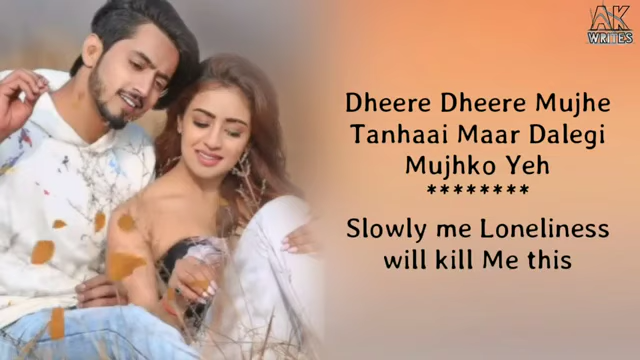 AK
WRITES
Dheere Dheere Mujhe
Tanhaai Maar Dalegi
Mujhko Yeh
********
Slowly me Loneliness
will kill Me this